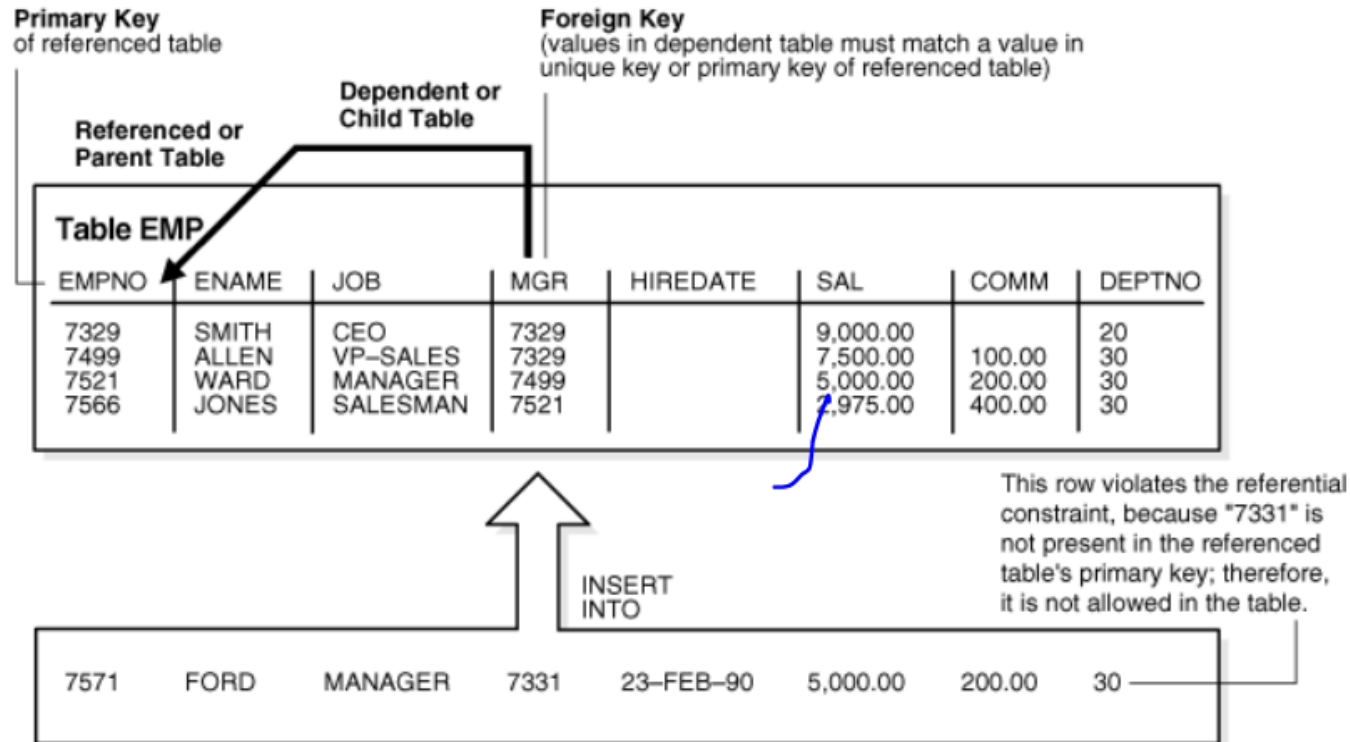 Primary Key
of referenced table
Foreign Key
(values in dependent table must match a value in
unique key or primary key of referenced table)
Dependent or
Child Table
Referenced or
Parent Table
Table EMP
EMPNO ENAME JOB MGR HIREDATE SAL COMM DEPTNO
7329 SMITH CEO 7329 9,000.00 20
7499 ALLEN VP–SALES 7329 7,500.00 100.00 30
7521 WARD MANAGER 7499 5,000.00 200.00 30
7566 JONES SALESMAN 7521 2,975.00 400.00 30
This row violates the referential
constraint, because "7331" is
not present in the referenced
table's primary key; therefore,
it is not allowed in the table.
INSERT
INTO
7571 FORD MANAGER 7331 23–FEB–90 5,000.00 200.00 30